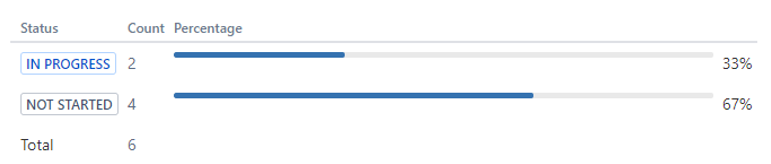 Status Count Percentage
IN PROGRESS 2 33%
NOT STARTED 4 67%
Total 6